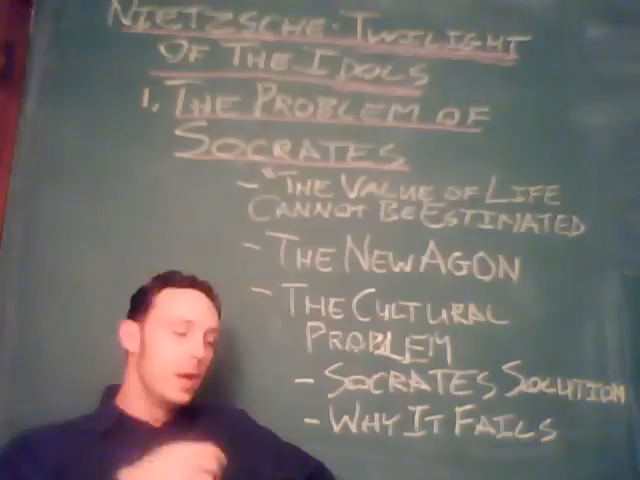 NIETZSCHE · TWILIGHT
OF THE IDOLS
1. THE PROBLEM OF
SOCRATES
- "THE VALUE OF LIFE
CANNOT BE ESTIMATED
- THE NEW AGON
- THE CULTURAL
PROBLEM
- SOCRATES SOLUTION
- WHY IT FAILS